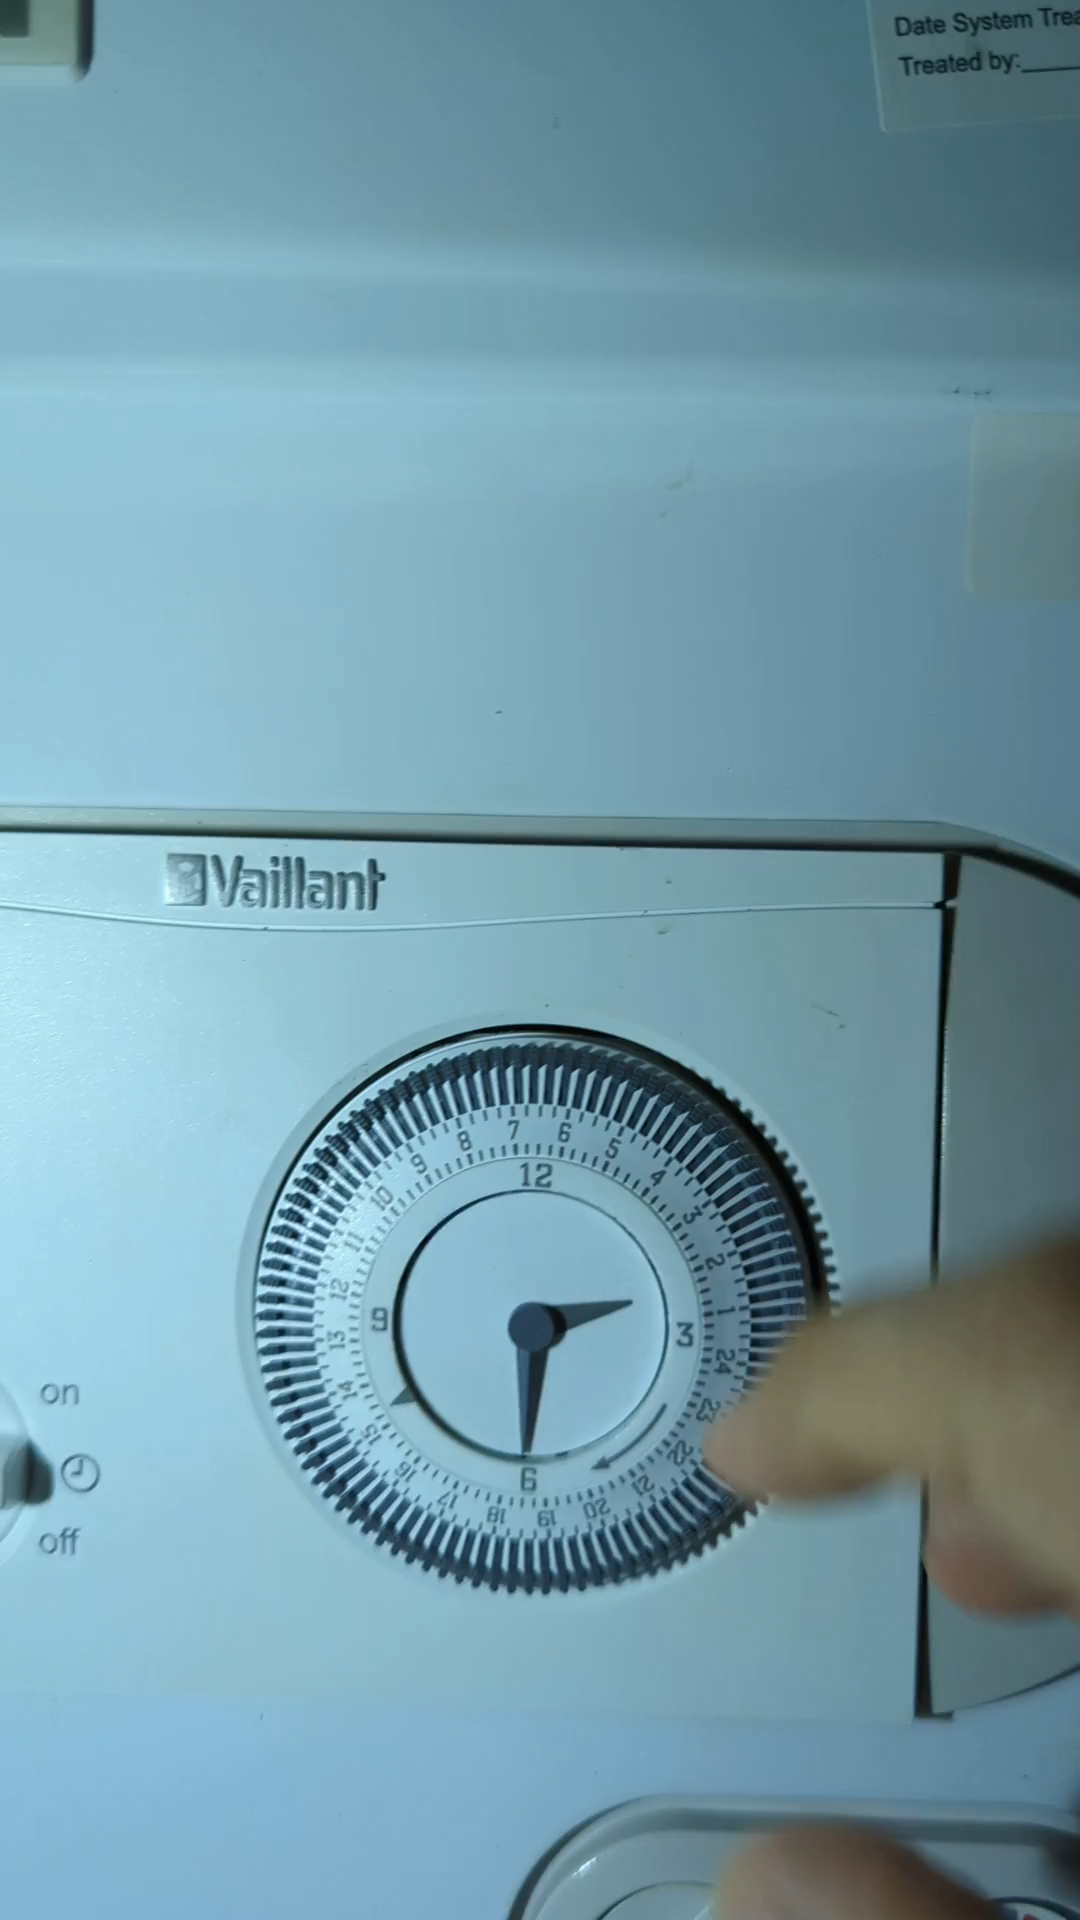 Date System
Treated by:
Vaillant
1 2 3 4 5 6 7 8 9 10 11 12 13 14 15 16 17 18 19 20 21 22 23 24
12
3
6
9
on
off